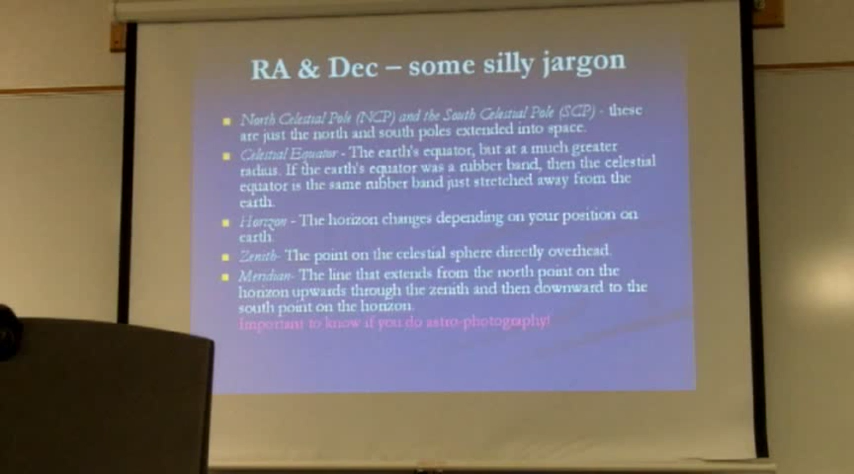 RA & Dec – some silly jargon
North Celestial Pole (NCP) and the South Celestial Pole (SCP) - these
are just the north and south poles extended into space.
Celestial Equator - The earth's equator, but at a much greater
radius. If the earth's equator was a rubber band, then the celestial
equator is the same rubber band just stretched away from the
earth.
Horizon - The horizon changes depending on your position on
earth.
Zenith- The point on the celestial sphere directly overhead.
Meridian- The line that extends from the north point on the
horizon upwards through the zenith and then downward to the
south point on the horizon.
Important to know if you do astro-photography!